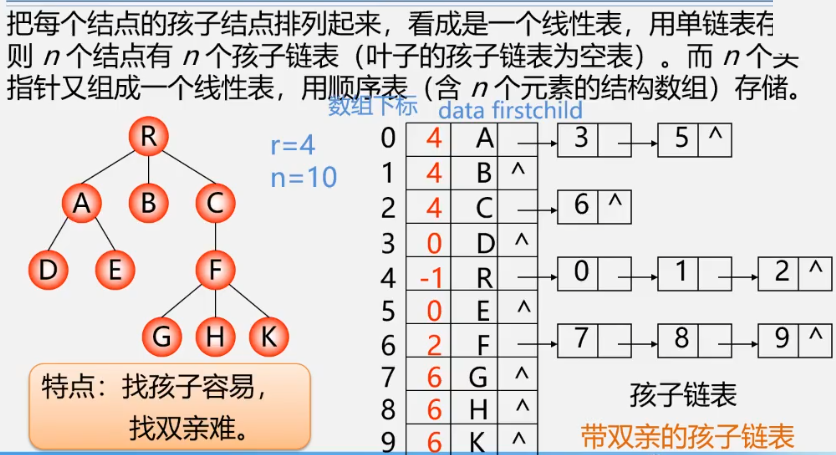 把每个结点的孩子结点排列起来，看成是一个线性表，用单链表存
则 n 个结点有 n 个孩子链表（叶子的孩子链表为空表）。而 n 个头
指针又组成一个线性表，用顺序表（含 n 个元素的结构数组）存储。
数组下标 data firstchild
R
A B C
D E F
G H K
r=4
n=10
0 4 A 3 5 ^
1 4 B ^
2 4 C 6 ^
3 0 D ^
4 -1 R 0 1 2 ^
5 0 E ^
6 2 F 7 8 9 ^
7 6 G ^
8 6 H ^
9 6 K ^
特点：找孩子容易，
找双亲难。
孩子链表
带双亲的孩子链表